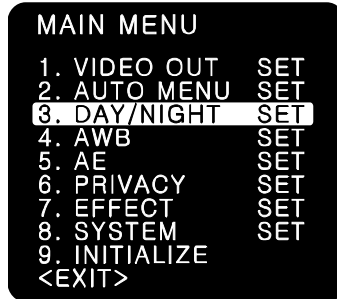 MAIN MENU
1. VIDEO OUT SET
2. AUTO MENU SET
3. DAY/NIGHT SET
4. AWB SET
5. AE SET
6. PRIVACY SET
7. EFFECT SET
8. SYSTEM SET
9. INITIALIZE
<EXIT>